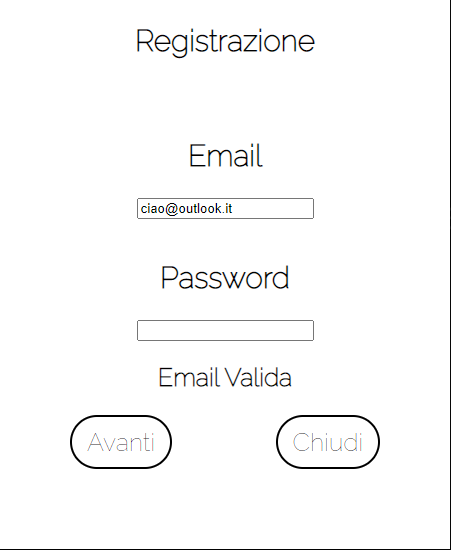 Registrazione
Email
ciao@outlook.it
Password
Email Valida
Avanti
Chiudi